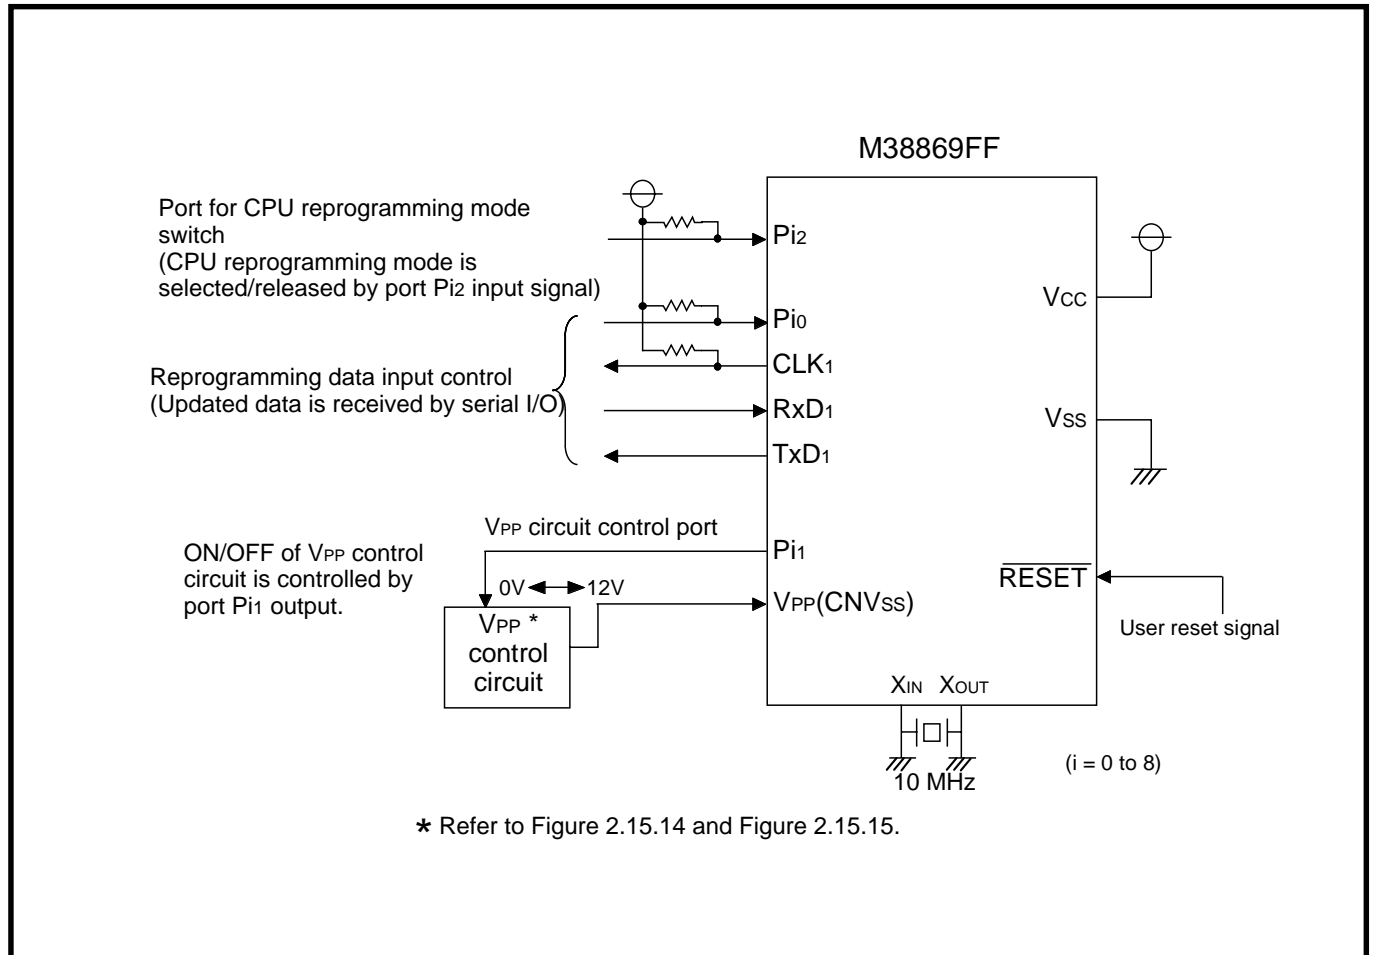 M38869FF
Port for CPU reprogramming mode
switch
(CPU reprogramming mode is
selected/released by port Pi2 input signal)
Pi2
VCC
Pi0
CLK1
Reprogramming data input control
(Updated data is received by serial I/O)
RxD1
VSS
TxD1
VPP circuit control port
Pi1
ON/OFF of VPP control
circuit is controlled by
port Pi1 output.
0V
12V
RESET
VPP(CNVSS)
VPP *
control
circuit
User reset signal
XIN XOUT
(i = 0 to 8)
10 MHz
* Refer to Figure 2.15.14 and Figure 2.15.15.